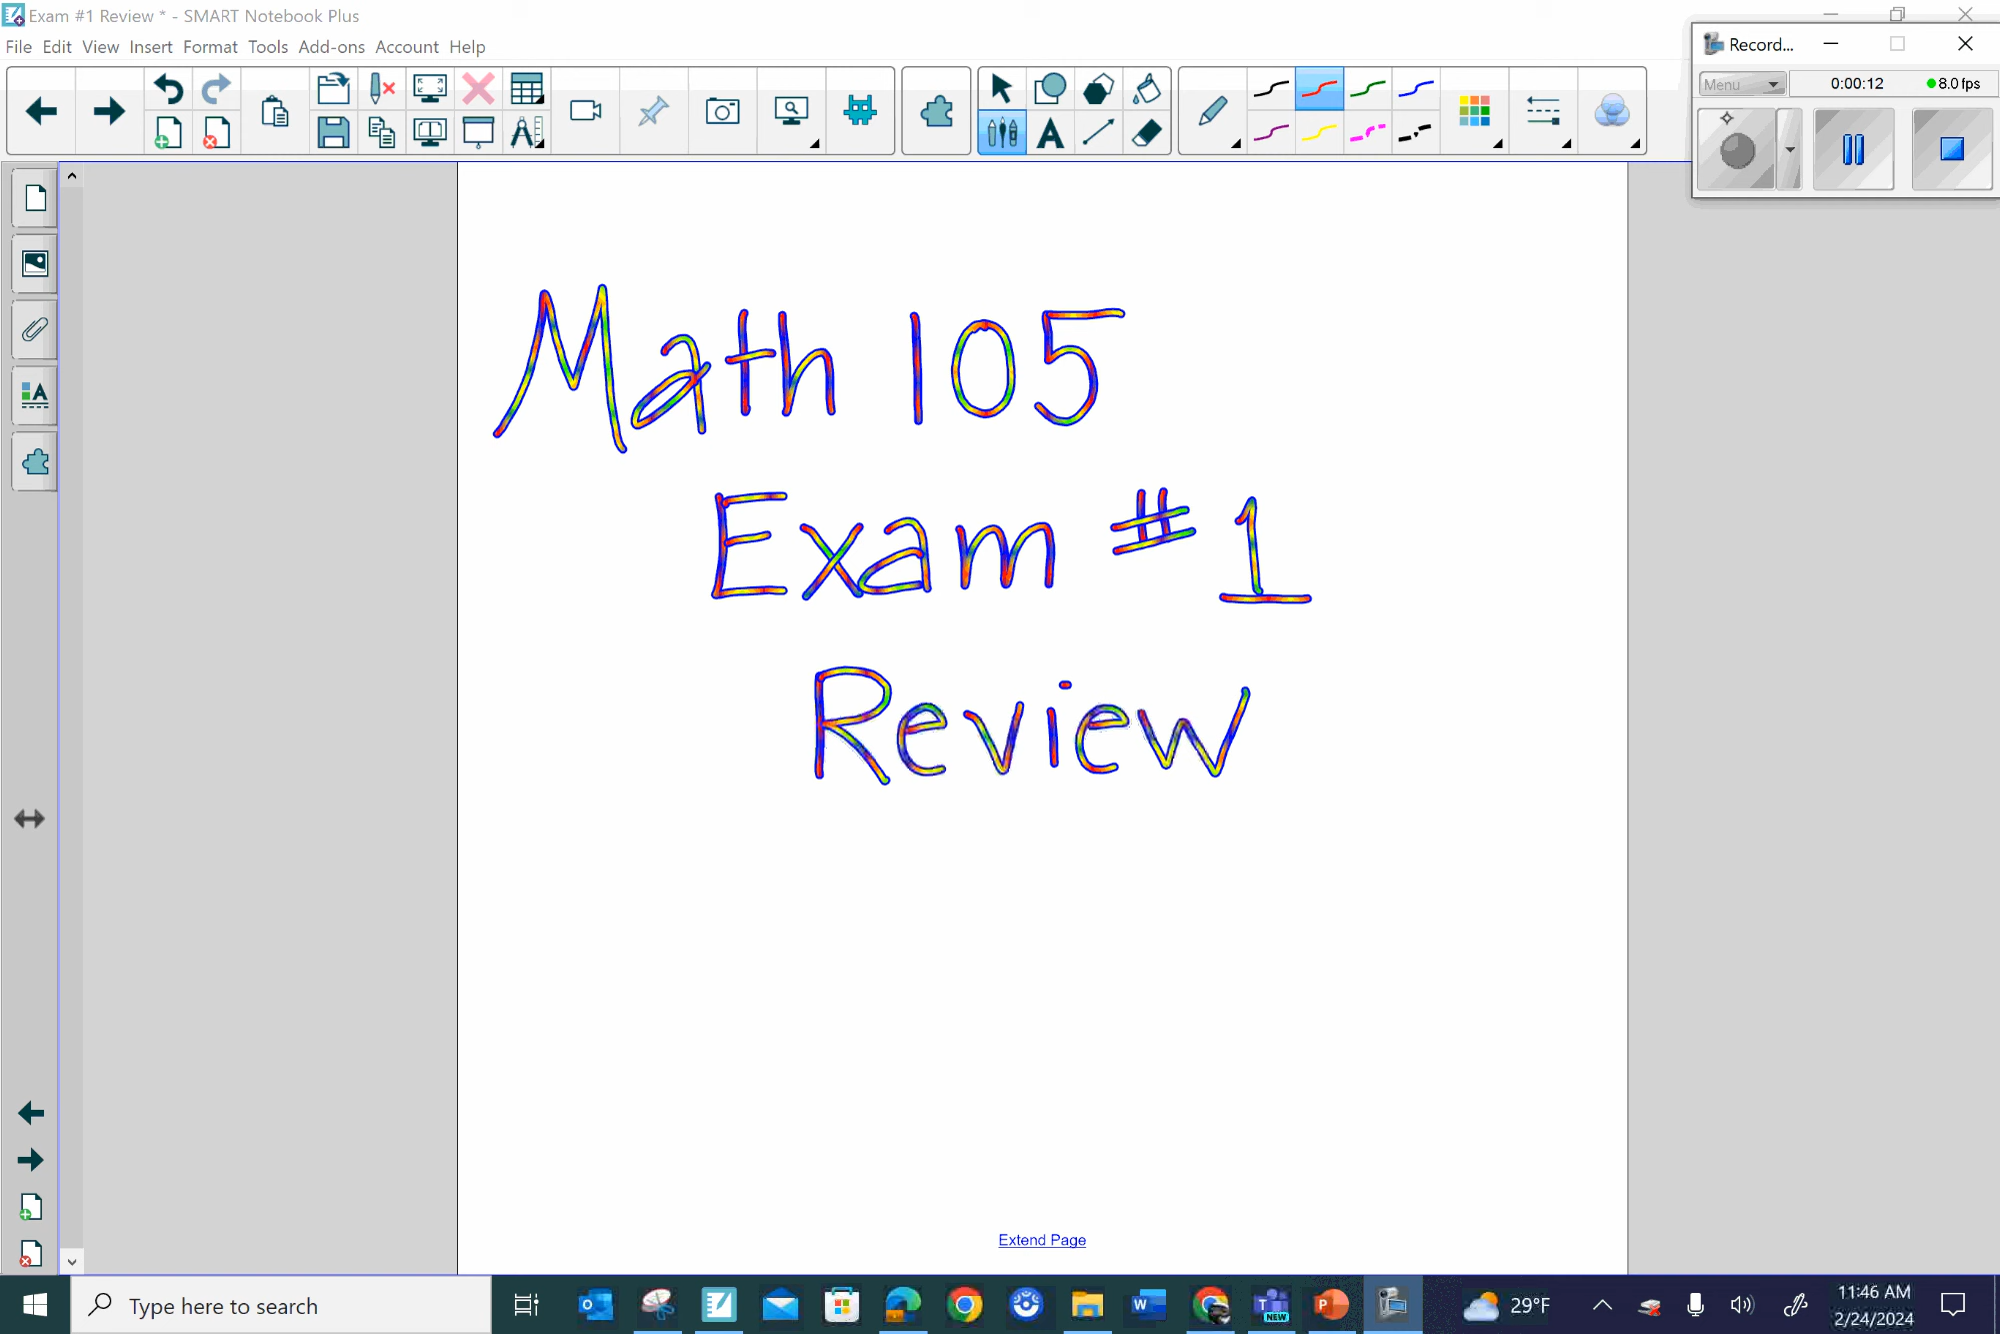 Exam #1 Review * - SMART Notebook Plus
File Edit View Insert Format Tools Add-ons Account Help
Record...
Menu 0:00:12 8.0 fps
Math 105
Exam #1
Review
Extend Page
Type here to search
NEW
29°F
11:46 AM
2/24/2024